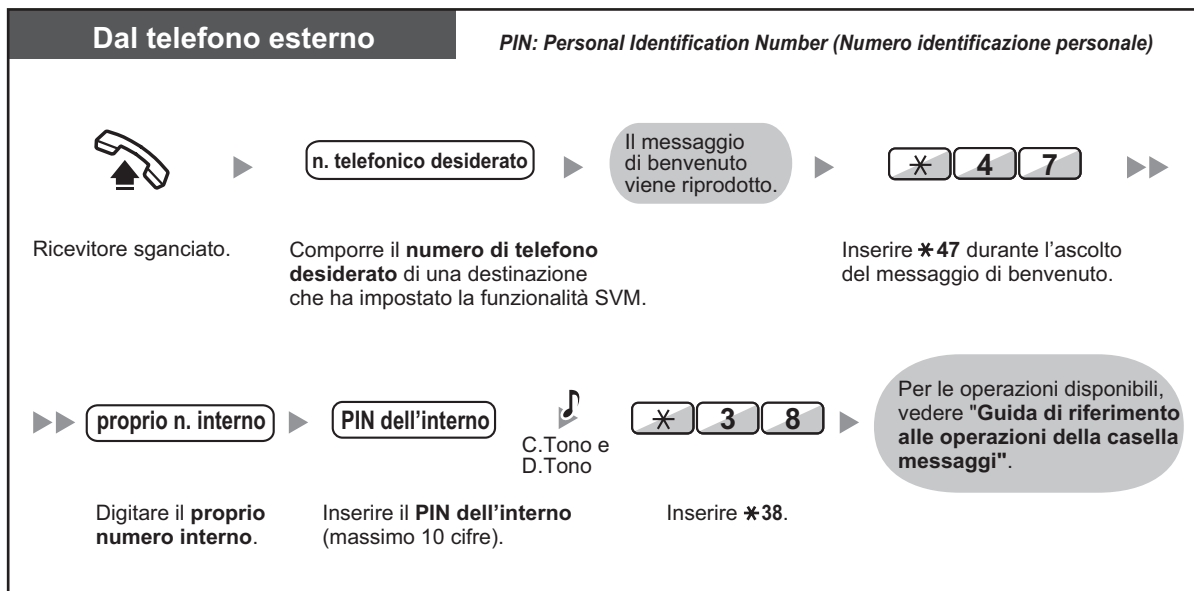 Dal telefono esterno
PIN: Personal Identification Number (Numero identificazione personale)
n. telefonico desiderato
Il messaggio
di benvenuto
viene riprodotto.
* 4 7
Ricevitore sganciato.
Comporre il numero di telefono
desiderato di una destinazione
che ha impostato la funzionalità SVM.
Inserire *47 durante l'ascolto
del messaggio di benvenuto.
proprio n. interno
PIN dell'interno
C.Tono e
D.Tono
* 3 8
Per le operazioni disponibili,
vedere "Guida di riferimento
alle operazioni della casella
messaggi".
Digitare il proprio
numero interno.
Inserire il PIN dell'interno
(massimo 10 cifre).
Inserire *38.